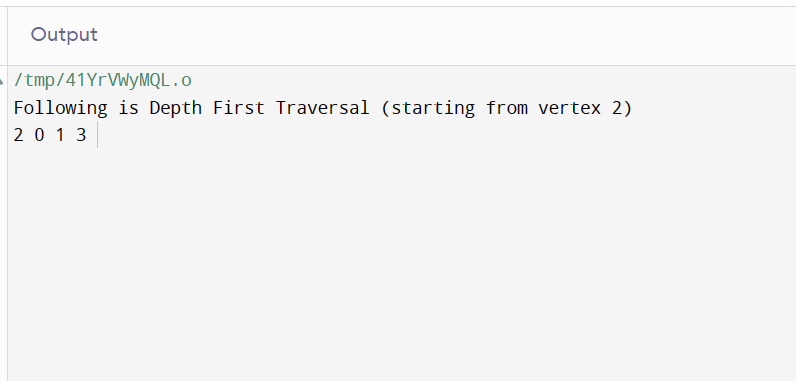 Output
/tmp/41YrVWyMQL.o
Following is Depth First Traversal (starting from vertex 2)
2 0 1 3